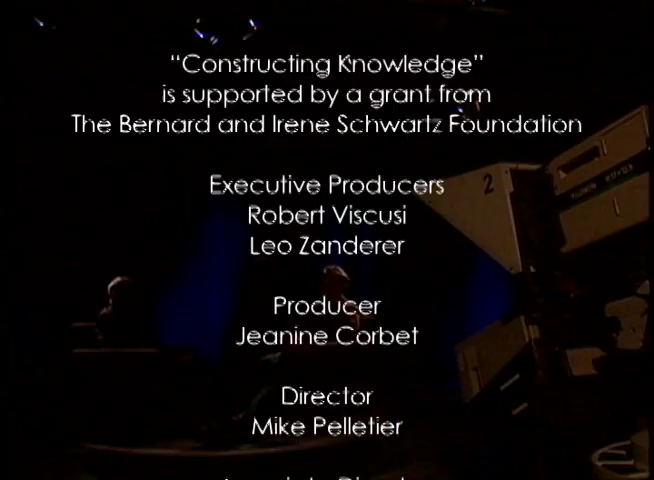 “Constructing Knowledge”
is supported by a grant from
The Bernard and Irene Schwartz Foundation
Executive Producers
Robert Viscusi
Leo Zanderer
Producer
Jeanine Corbet
Director
Mike Pelletier
2